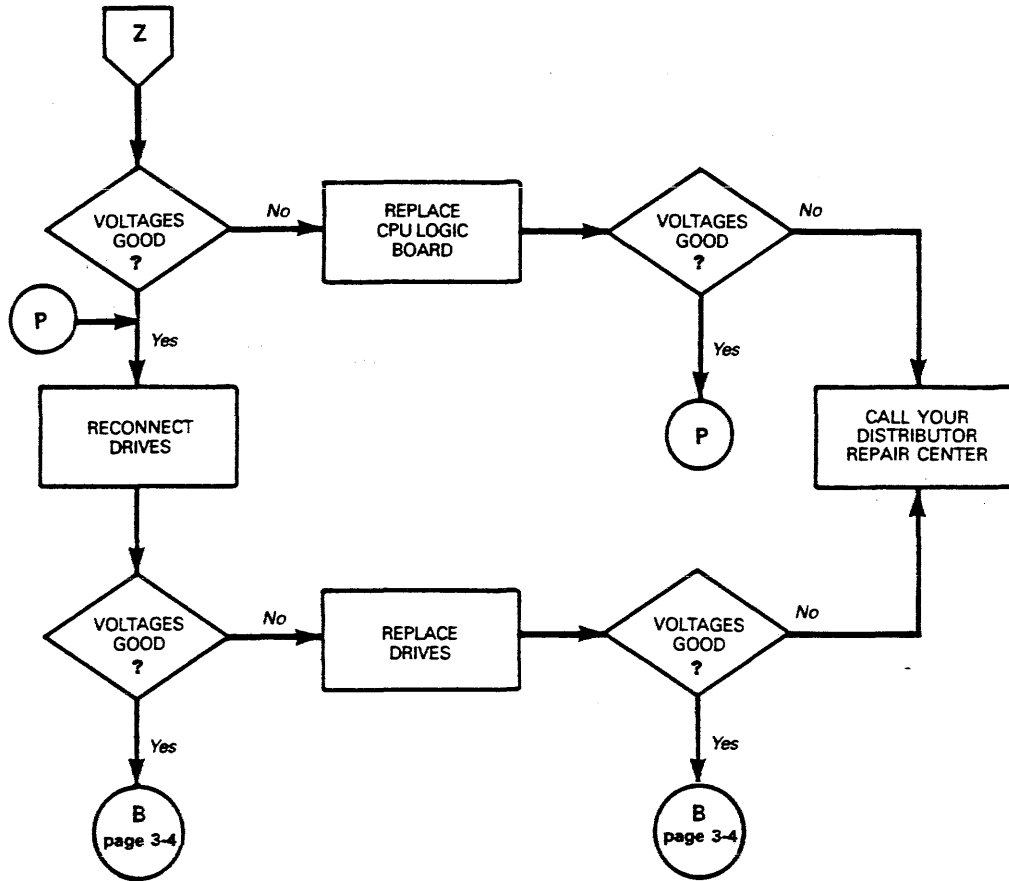 Z
VOLTAGES
GOOD
?
No
REPLACE
CPU LOGIC
BOARD
VOLTAGES
GOOD
?
No
P
Yes
Yes
RECONNECT
DRIVES
P
CALL YOUR
DISTRIBUTOR
REPAIR CENTER
VOLTAGES
GOOD
?
No
REPLACE
DRIVES
VOLTAGES
GOOD
?
No
Yes
Yes
B
page 3-4
B
page 3-4